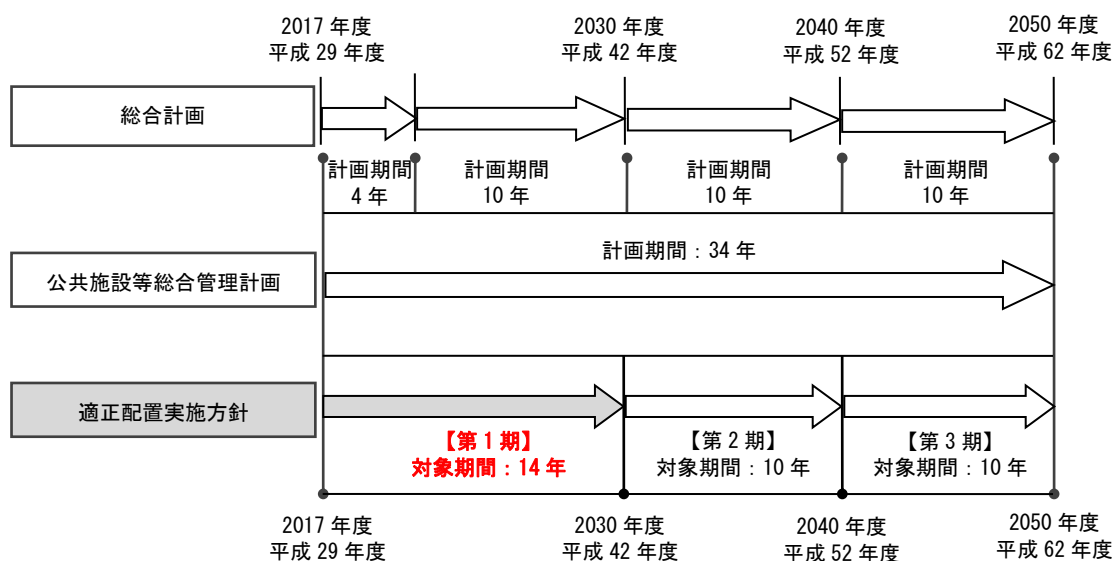 2017 年度
平成 29 年度
2030 年度
平成 42 年度
2040 年度
平成 52 年度
2050 年度
平成 62 年度
総合計画
計画期間
4 年
計画期間
10 年
計画期間
10 年
計画期間
10 年
公共施設等総合管理計画
計画期間：34 年
適正配置実施方針
【第 1 期】
対象期間：14 年
【第 2 期】
対象期間：10 年
【第 3 期】
対象期間：10 年
2017 年度
平成 29 年度
2030 年度
平成 42 年度
2040 年度
平成 52 年度
2050 年度
平成 62 年度